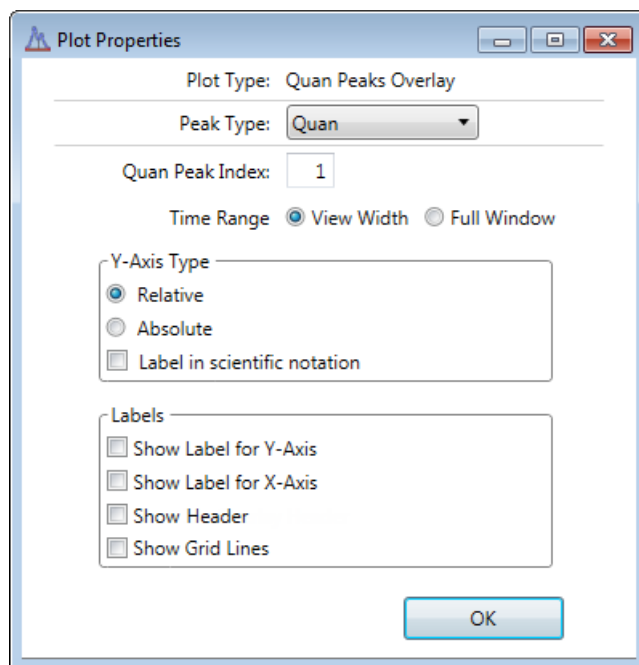 Plot Properties
Plot Type: Quan Peaks Overlay
Peak Type: Quan
Quan Peak Index: 1
Time Range View Width Full Window
Y-Axis Type
Relative
Absolute
Label in scientific notation
Labels
Show Label for Y-Axis
Show Label for X-Axis
Show Header
Show Grid Lines
OK